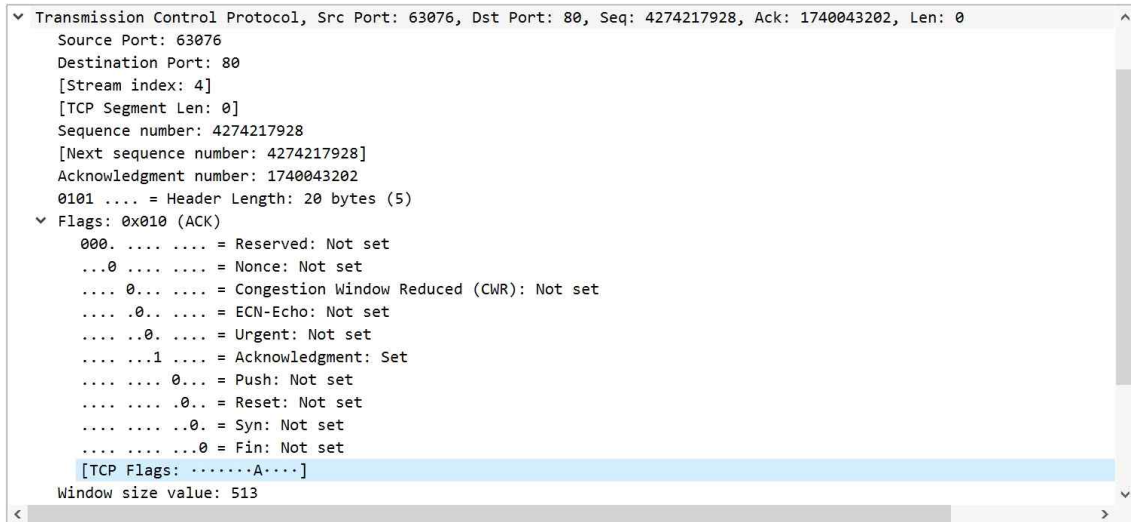 Transmission Control Protocol, Src Port: 63076, Dst Port: 80, Seq: 4274217928, Ack: 1740043202, Len: 0
Source Port: 63076
Destination Port: 80
[Stream index: 4]
[TCP Segment Len: 0]
Sequence number: 4274217928
[Next sequence number: 4274217928]
Acknowledgment number: 1740043202
0101 .... = Header Length: 20 bytes (5)
Flags: 0x010 (ACK)
000. .... .... = Reserved: Not set
...0 .... .... = Nonce: Not set
.... 0... .... = Congestion Window Reduced (CWR): Not set
.... .0.. .... = ECN-Echo: Not set
.... ..0. .... = Urgent: Not set
.... ...1 .... = Acknowledgment: Set
.... .... 0... = Push: Not set
.... .... .0.. = Reset: Not set
.... .... ..0. = Syn: Not set
.... .... ...0 = Fin: Not set
[TCP Flags: ·······A····]
Window size value: 513